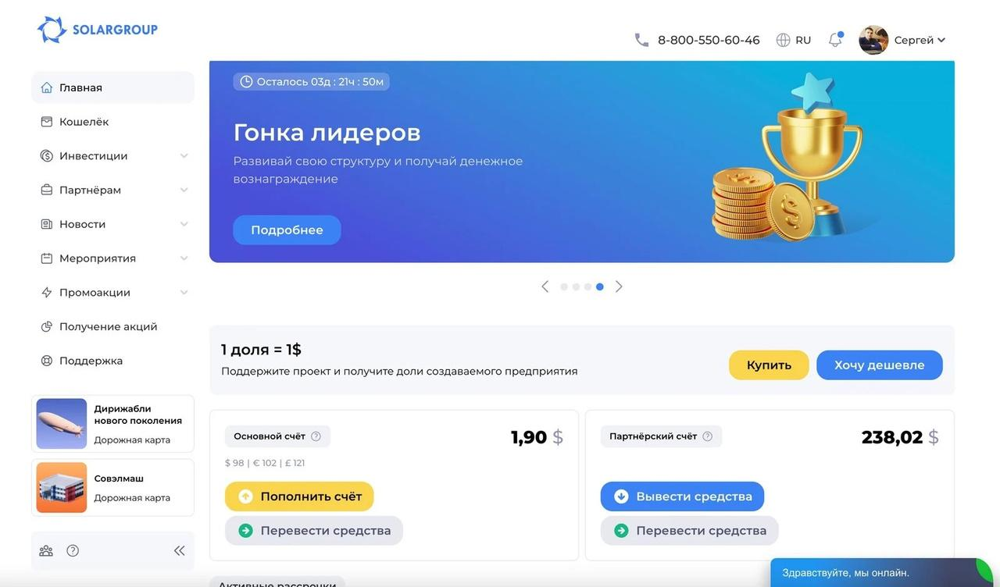 SOLARGROUP
8-800-550-60-46
RU
Сергей
Главная
Кошелёк
Инвестиции
Партнёрам
Новости
Мероприятия
Промоакции
Получение акций
Поддержка
Дирижабли
нового поколения
Дорожная карта
Совэлмаш
Дорожная карта
Осталось 03д : 21ч : 50м
Гонка лидеров
Развивай свою структуру и получай денежное
вознаграждение
Подробнее
1 доля = 1$
Поддержите проект и получите доли создаваемого предприятия
Купить
Хочу дешевле
Основной счёт
1,90 $
$ 98 | € 102 | £ 121
Пополнить счёт
Перевести средства
Партнёрский счёт
238,02 $
Вывести средства
Перевести средства
Активные рассрочки
Здравствуйте, мы онлайн.